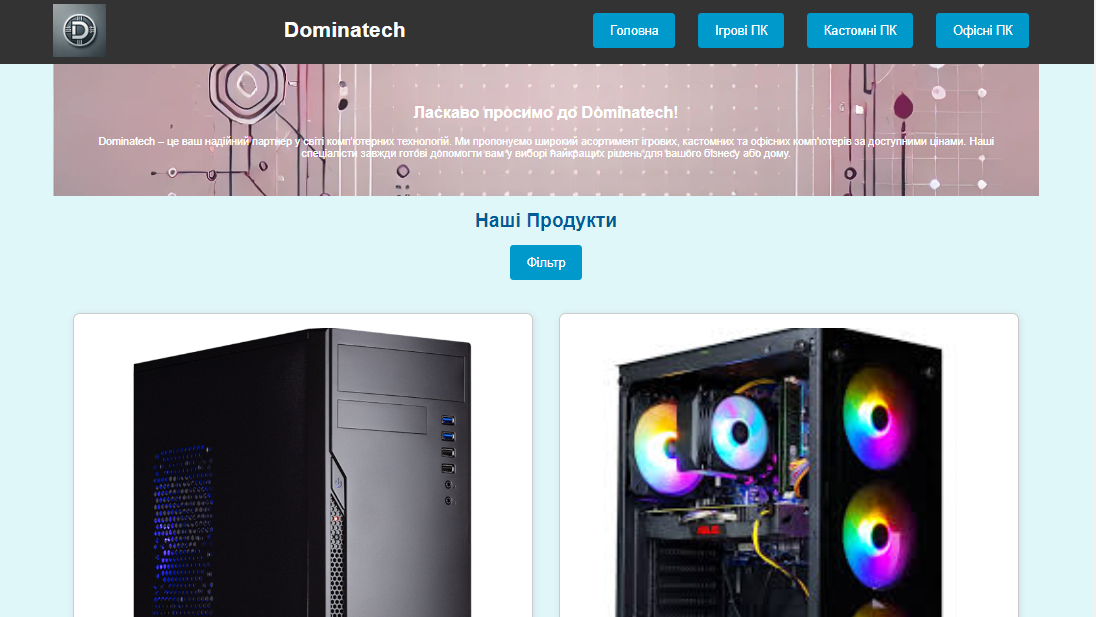 D
Dominatech
Головна
Ігрові ПК
Кастомні ПК
Офісні ПК
Ласкаво просимо до Dominatech!
Dominatech – це ваш надійний партнер у світі комп'ютерних технологій. Ми пропонуємо широкий асортимент ігрових, кастомних та офісних комп'ютерів за доступними цінами. Наші
спеціалісти завжди готові допомогти вам у виборі найкращих рішень для вашого бізнесу або дому.
Наші Продукти
Фільтр
ASUS